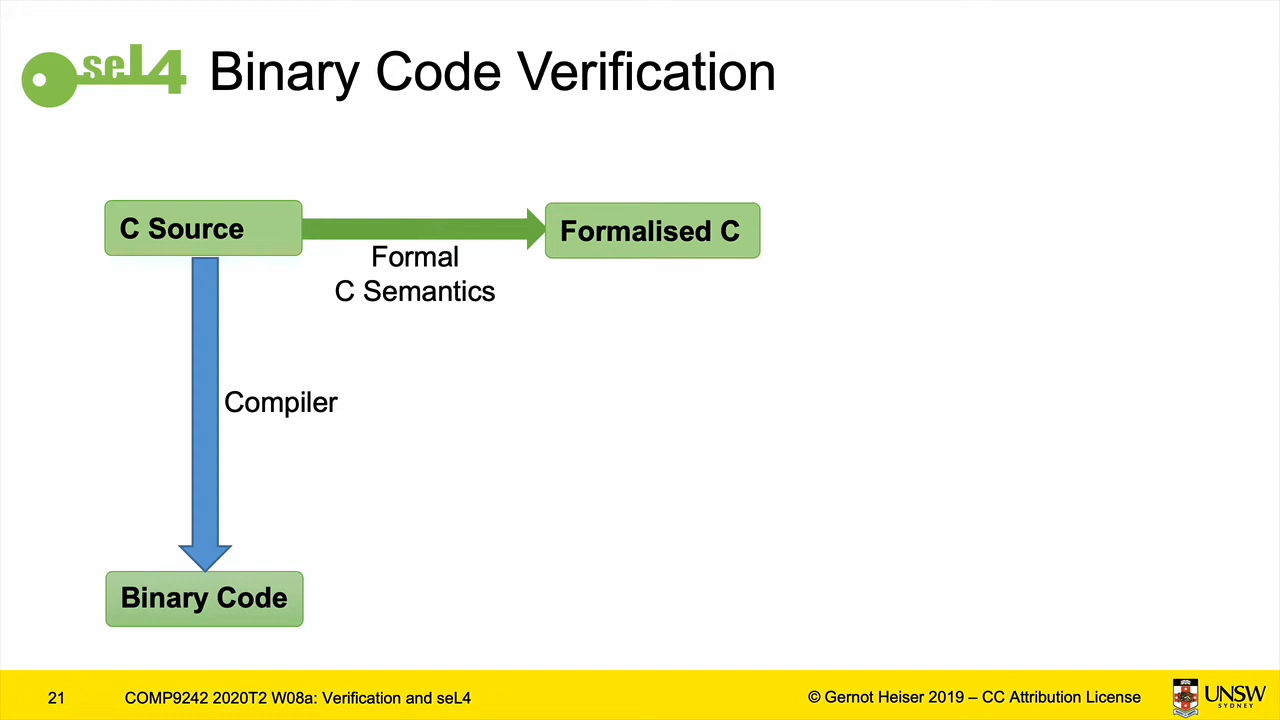 seL4 Binary Code Verification
C Source
Formalised C
Formal
C Semantics
Compiler
Binary Code
21 COMP9242 2020T2 W08a: Verification and seL4 © Gernot Heiser 2019 – CC Attribution License
UNSW
SYDNEY